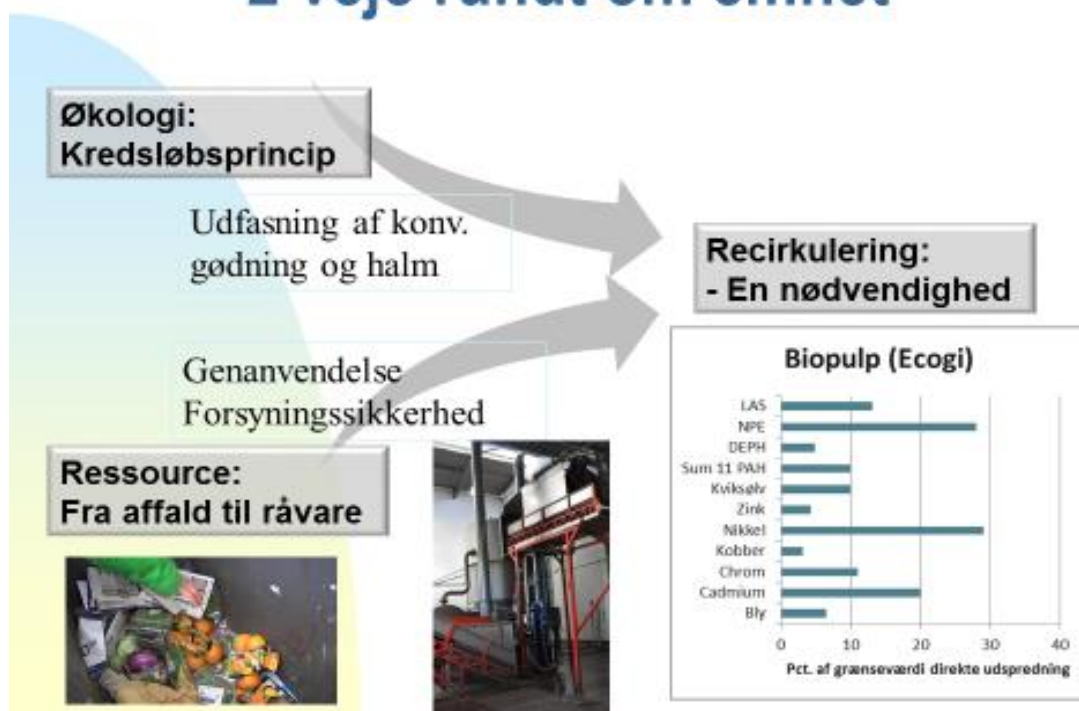 Økologi:
Kredsløbsprincip
Udfasning af konv.
gødning og halm
Genanvendelse
Forsyningssikkerhed
Ressource:
Fra affald til råvare
Recirkulering:
- En nødvendighed
Biopulp (Ecogi)
LAS
NPE
DEPH
Sum 11 PAH
Kviksølv
Zink
Nikkel
Kobber
Chrom
Cadmium
Bly
0 10 20 30 40
Pct. af grænseværdi direkte udspredning